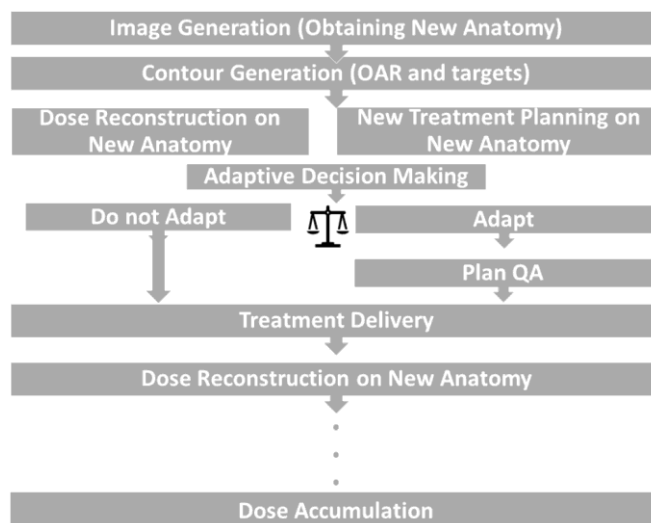 Image Generation (Obtaining New Anatomy)
Contour Generation (OAR and targets)
Dose Reconstruction on
New Anatomy
New Treatment Planning on
New Anatomy
Adaptive Decision Making
Do not Adapt
Adapt
Plan QA
Treatment Delivery
Dose Reconstruction on New Anatomy
Dose Accumulation